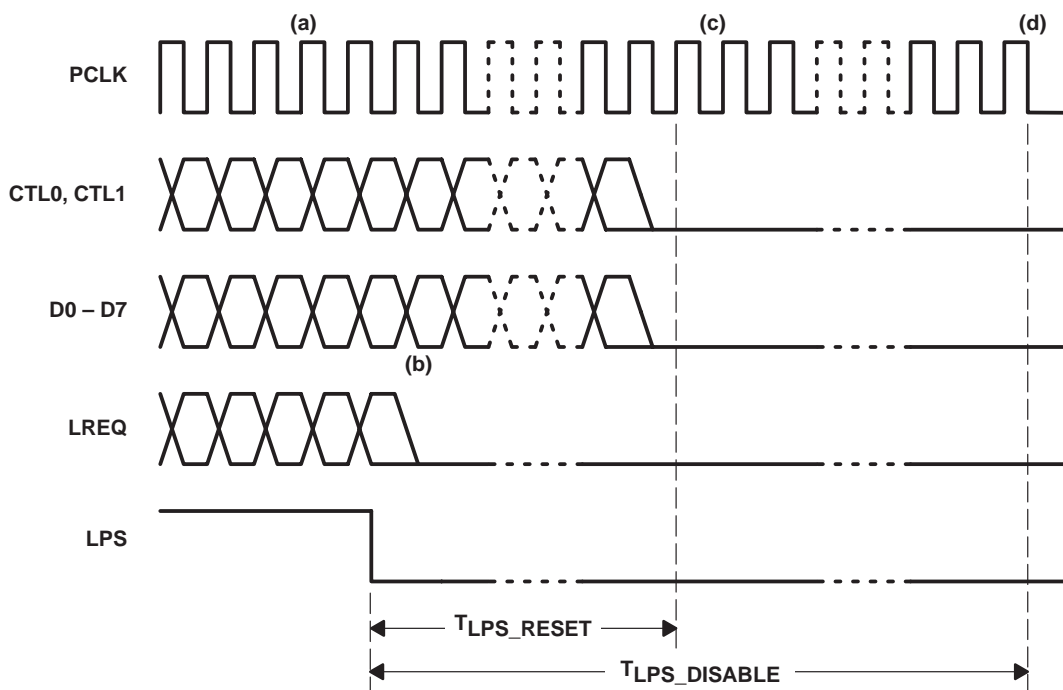 (a) (c) (d)
PCLK
CTL0, CTL1
D0 – D7
(b)
LREQ
LPS
TLPS_RESET
TLPS_DISABLE